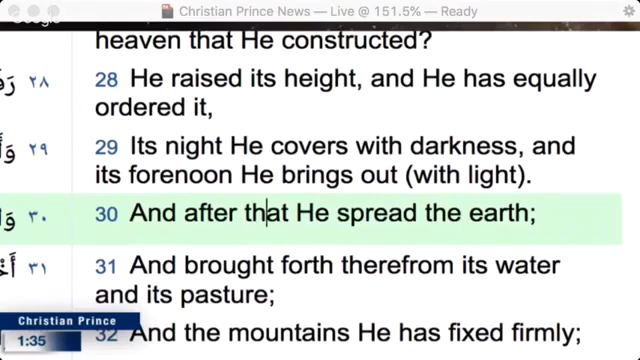 Christian Prince News — Live @ 151.5% — Ready
heaven that He constructed?
28 He raised its height, and He has equally
٢٨
ordered it,
29 Its night He covers with darkness, and
٢٩
its forenoon He brings out (with light).
30 And after that He spread the earth;
٣٠
31 And brought forth therefrom its water
٣١
and its pasture;
Christian Prince
1:35
32 And the mountains He has fixed firmly;